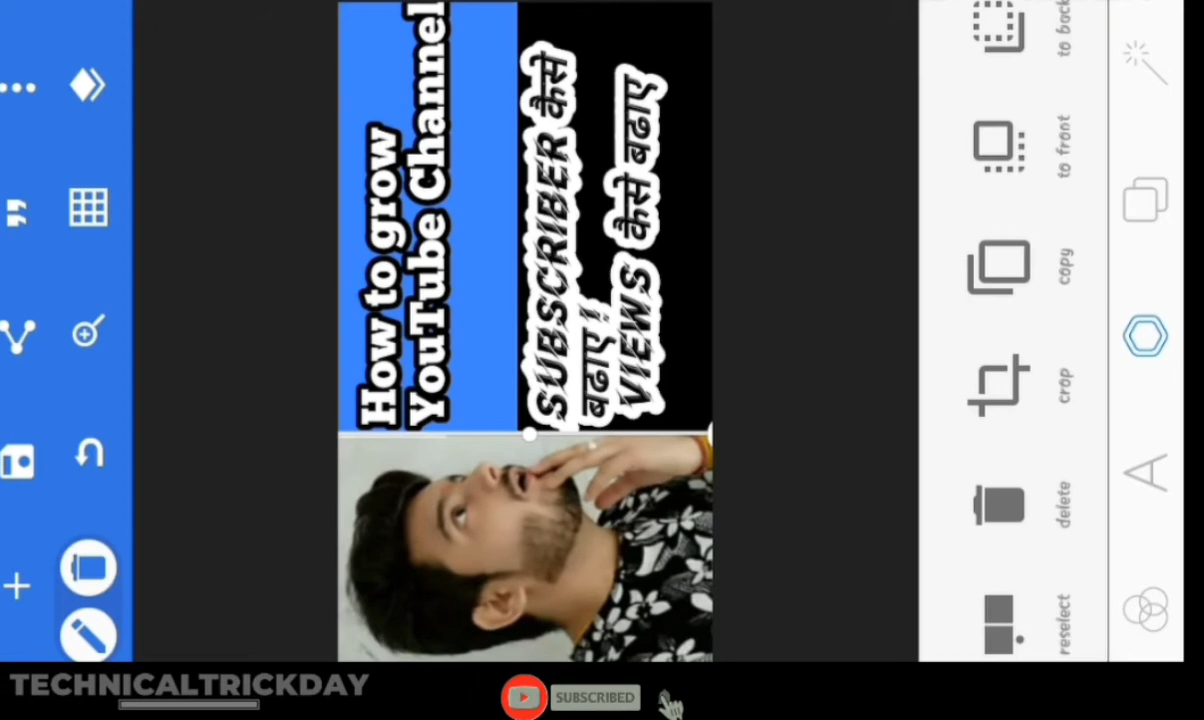 How to grow
YouTube Channel
SUBSCRIBER कैसे
बढाए!
VIEWS कैसे बढाए
to back
to front
copy
crop
delete
reselect
TECHNICALTRICKDAY
SUBSCRIBED